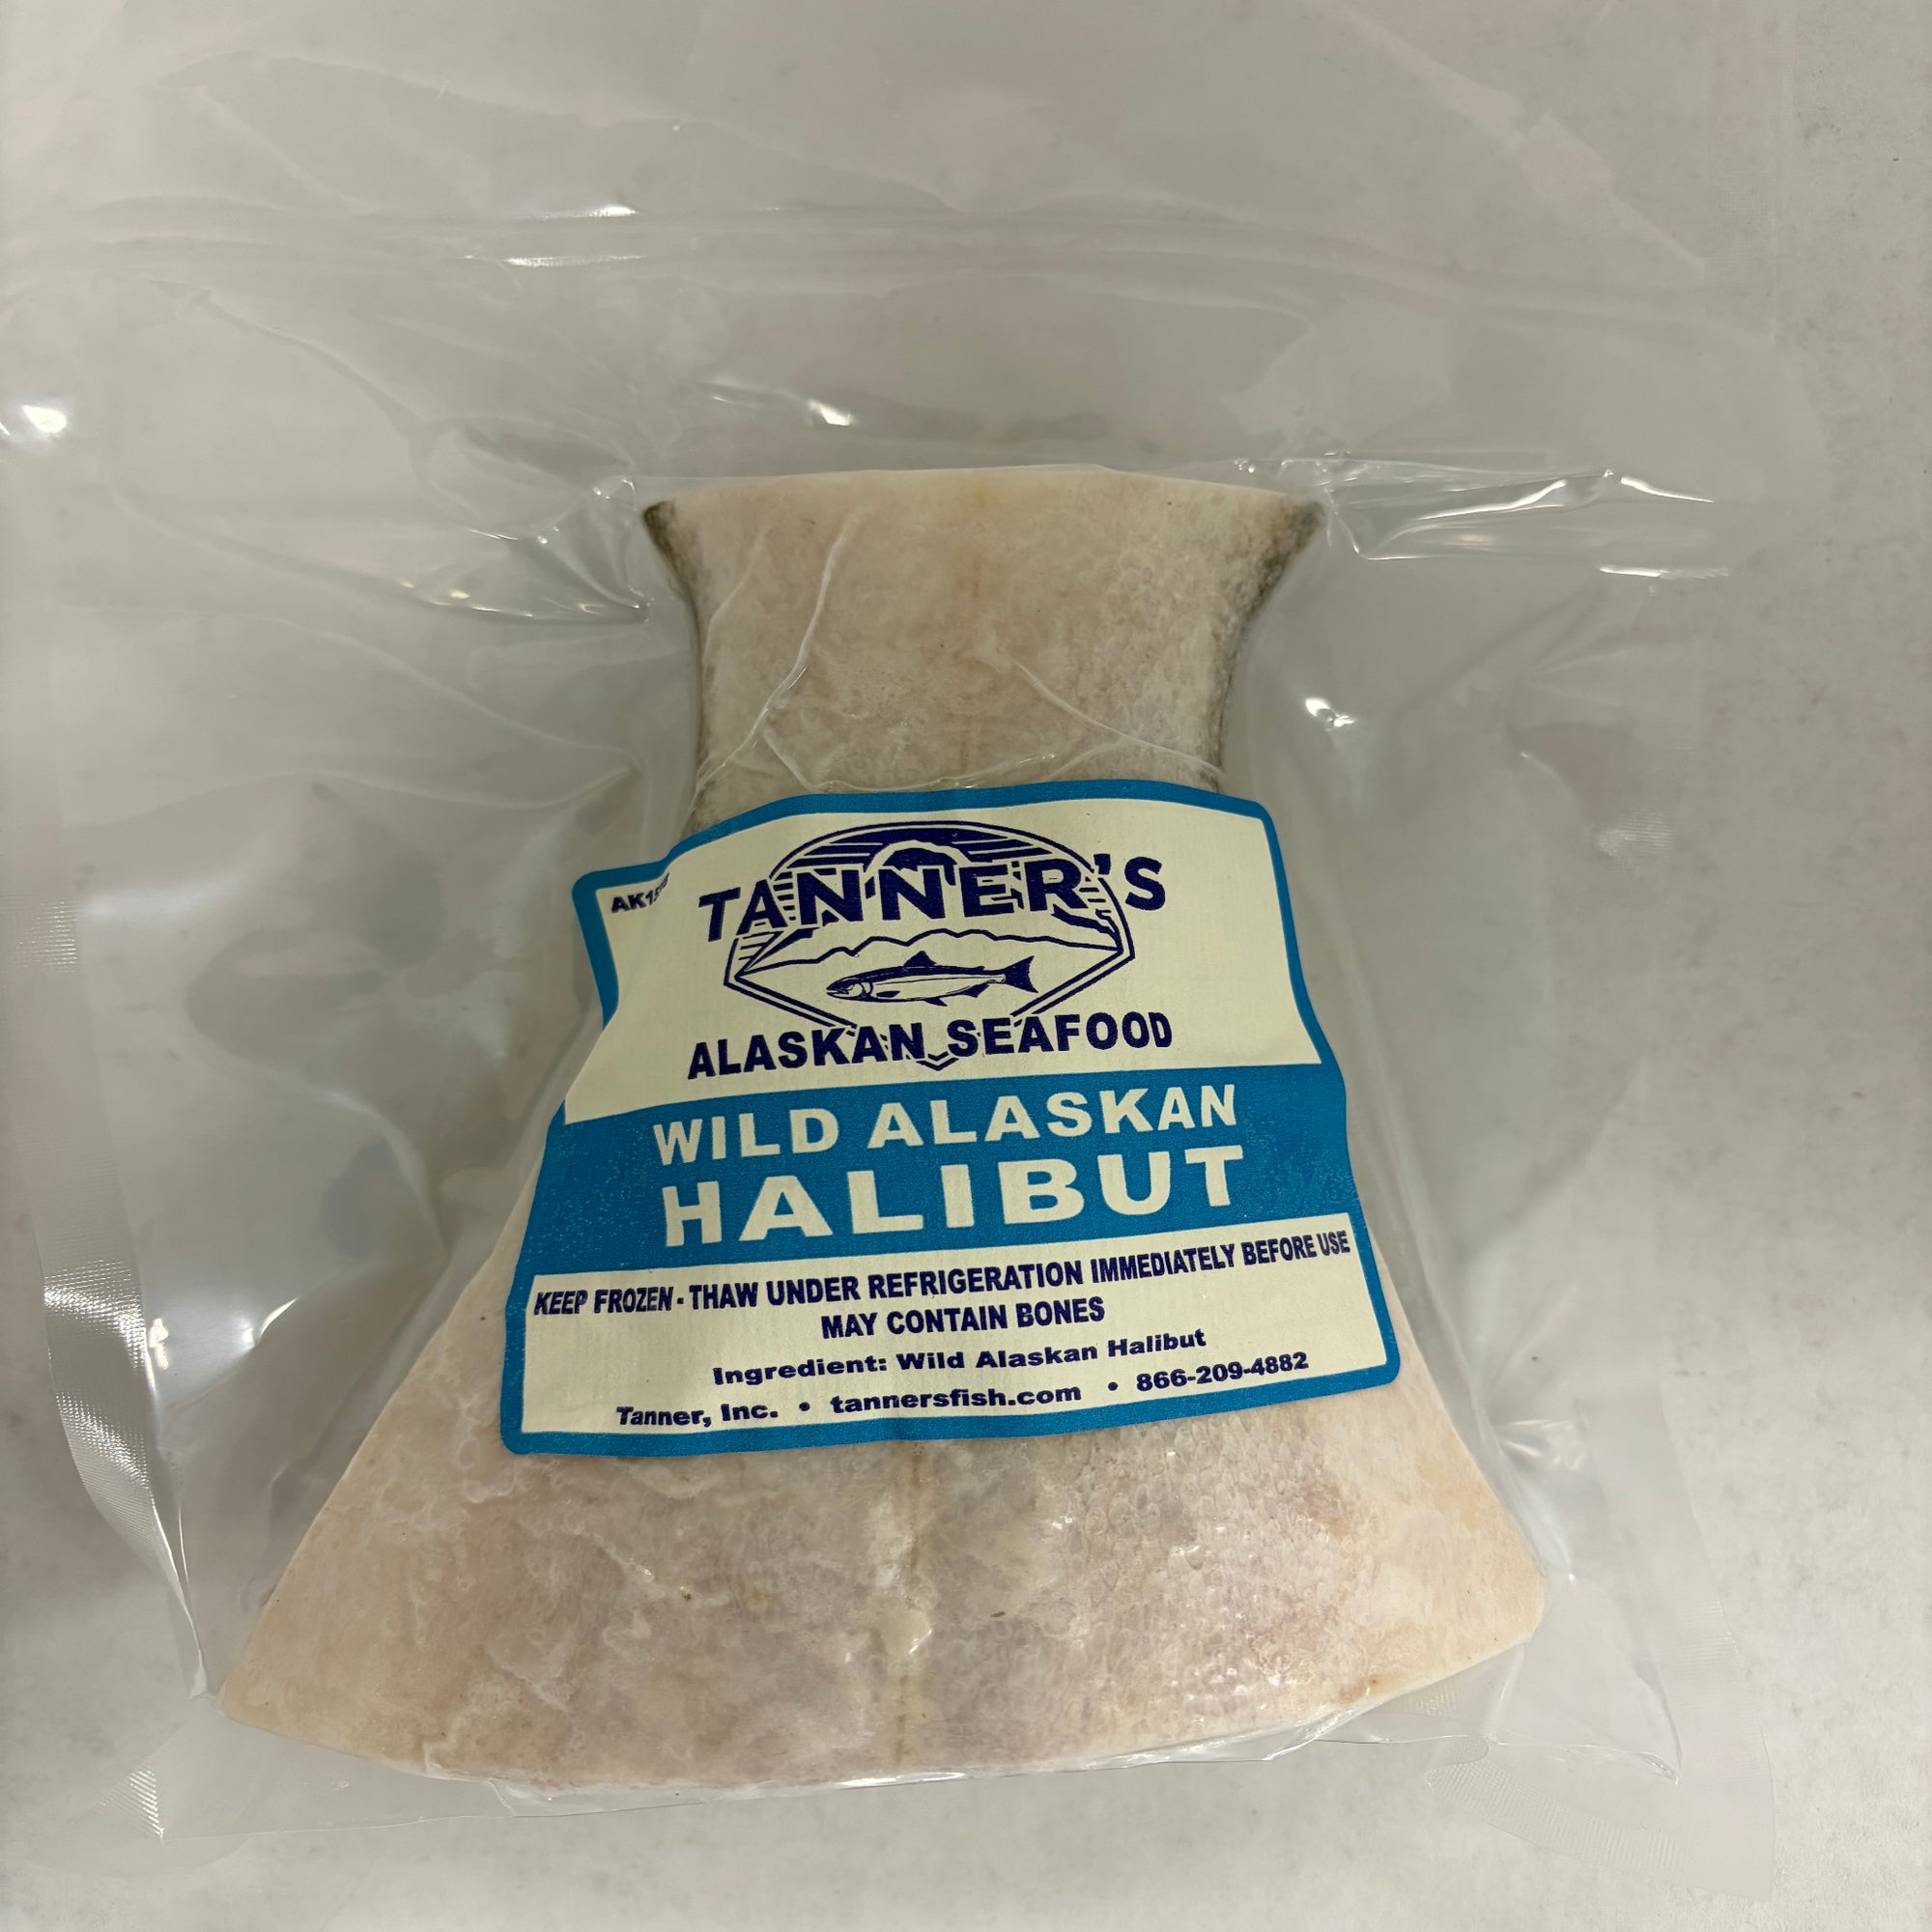 TANNER'S
ALASKAN SEAFOOD
WILD ALASKAN
HALIBUT
KEEP FROZEN - THAW UNDER REFRIGERATION IMMEDIATELY BEFORE USE
MAY CONTAIN BONES
Ingredient: Wild Alaskan Halibut
Tanner, Inc. • tannersfish.com • 866-209-4882